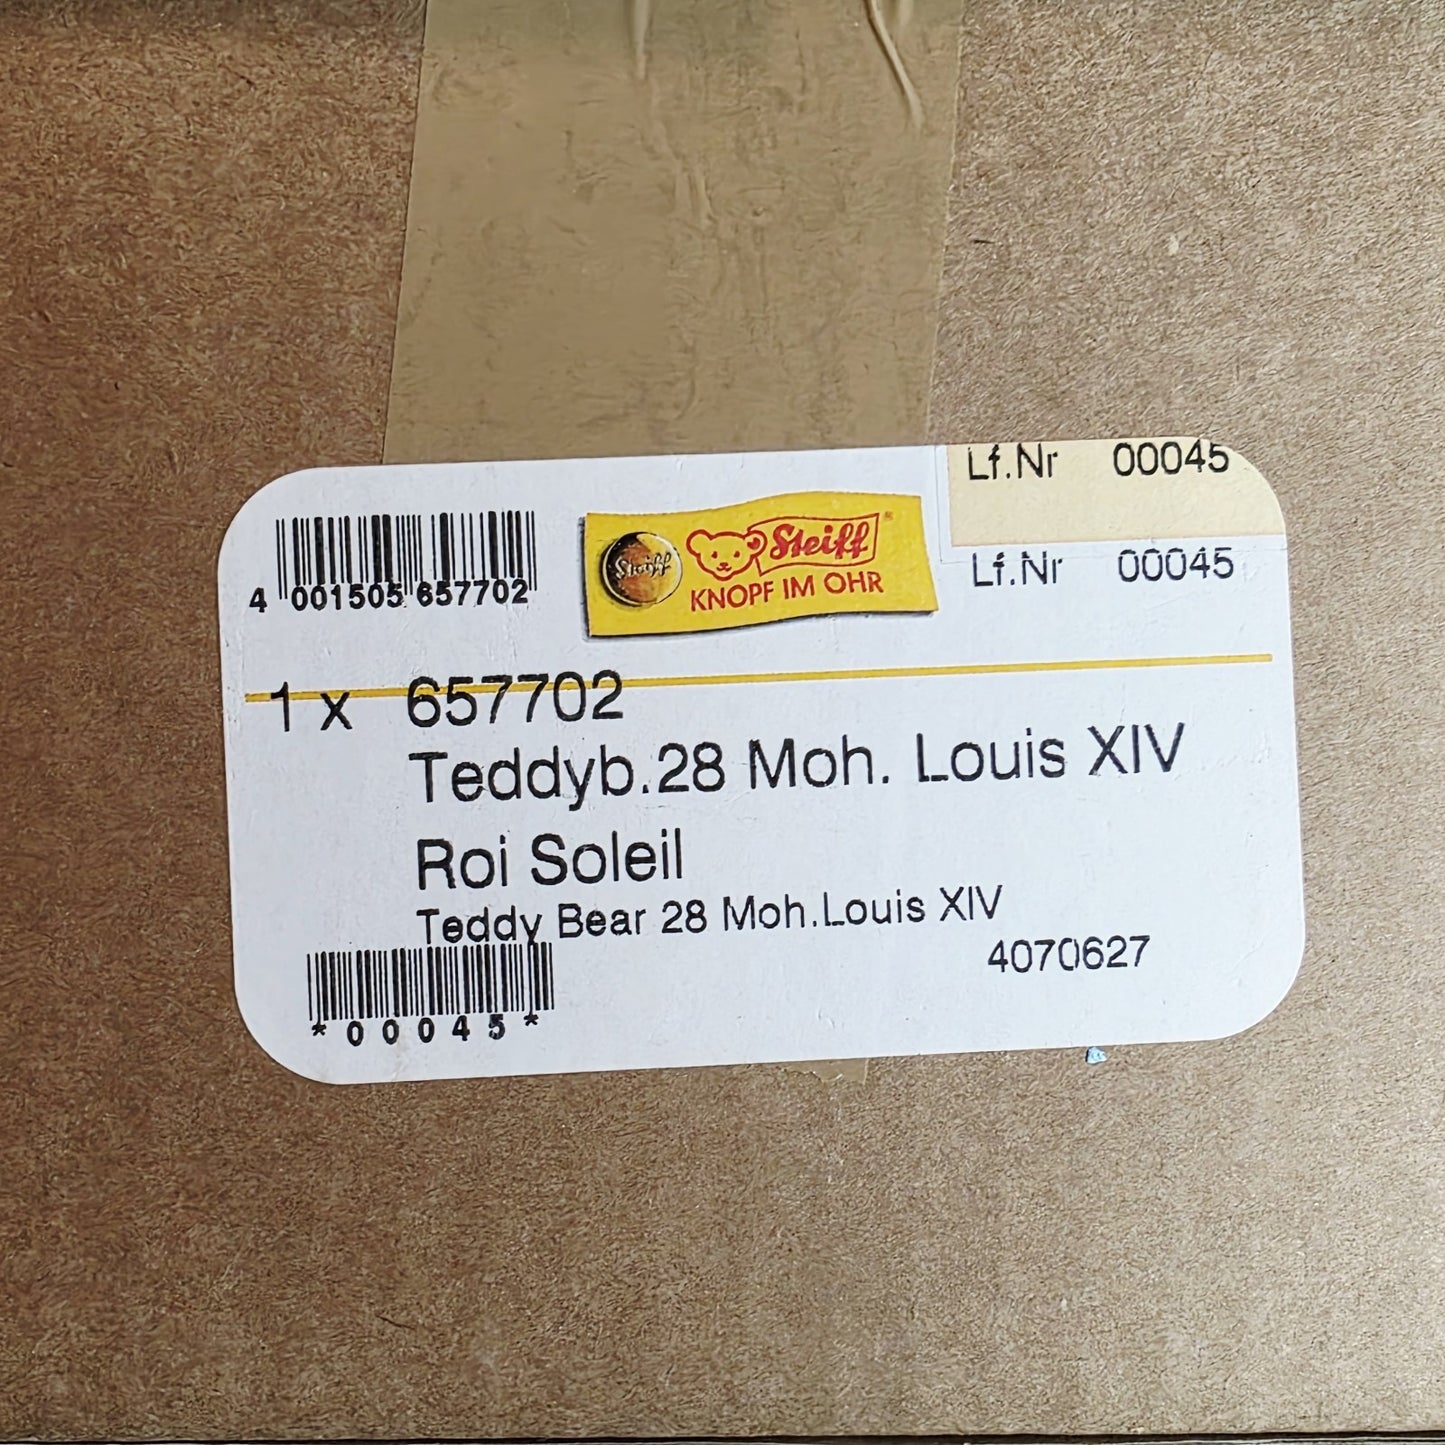 Lf.Nr 00045
Lf.Nr 00045
4 001505 657702
Steiff
Steiff®
KNOPF IM OHR
1 x 657702
Teddyb.28 Moh. Louis XIV
Roi Soleil
Teddy Bear 28 Moh.Louis XIV
4070627
*00045*